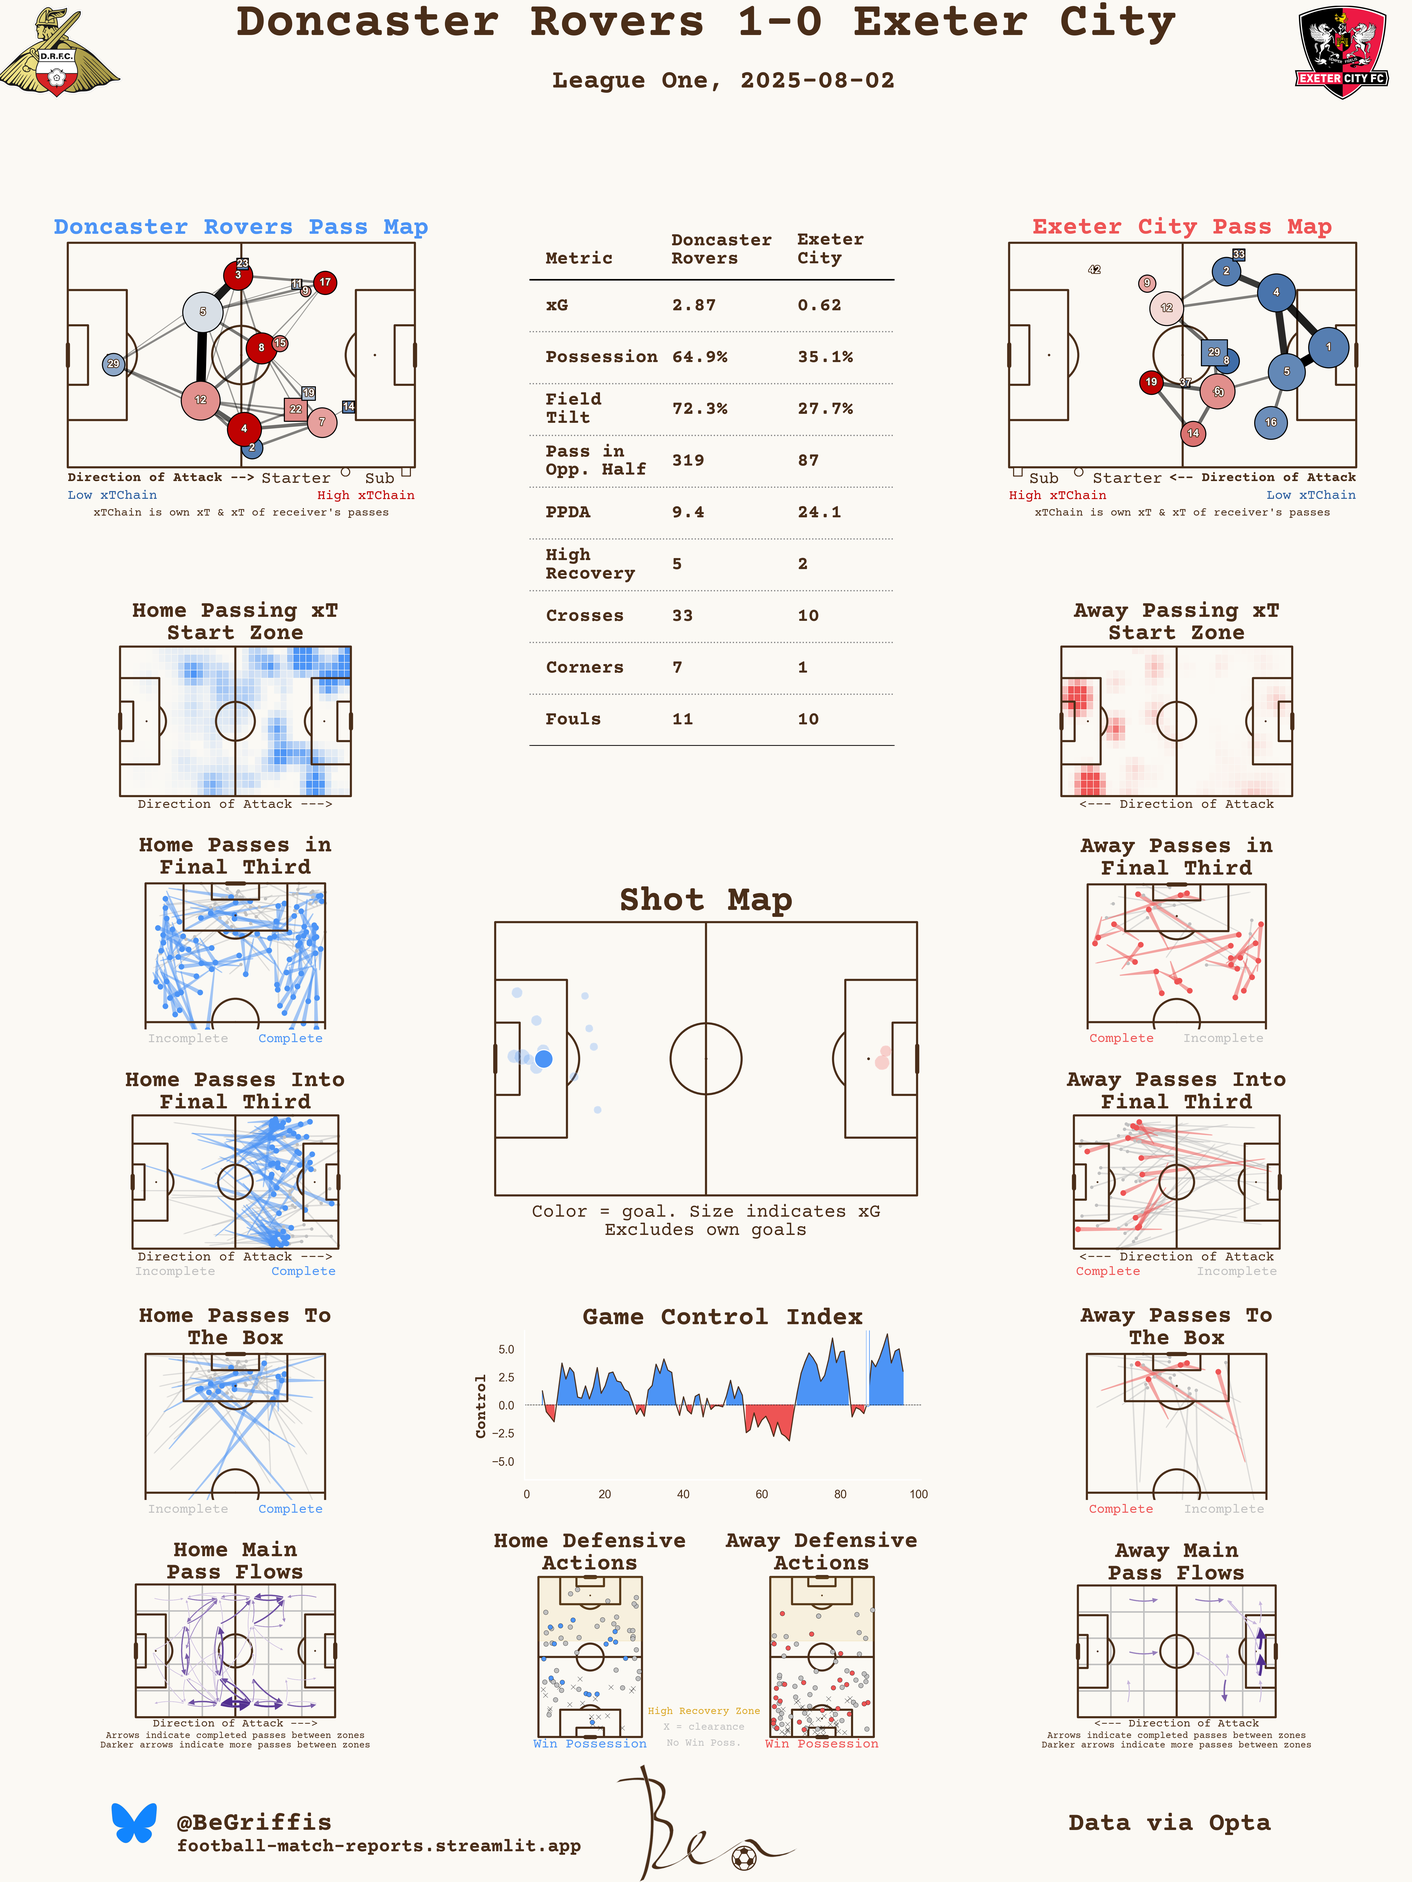 Doncaster Rovers 1-0 Exeter City
League One, 2025-08-02
D.R.F.C.
EXETER CITY FC
Doncaster Rovers Pass Map
23
3
11
9
17
5
8
15
29
12
19
22
14
4
7
2
Direction of Attack --> Starter Sub
Low xTChain High xTChain
xTChain is own xT & xT of receiver's passes
Metric Doncaster Rovers Exeter City
xG 2.87 0.62
Possession 64.9% 35.1%
Field Tilt 72.3% 27.7%
Pass in Opp. Half 319 87
PPDA 9.4 24.1
High Recovery 5 2
Crosses 33 10
Corners 7 1
Fouls 11 10
Exeter City Pass Map
33
42
2
9
4
12
1
29
8
5
19
37
16
14
Sub Starter <-- Direction of Attack
High xTChain Low xTChain
xTChain is own xT & xT of receiver's passes
Home Passing xT
Start Zone
Direction of Attack --->
Away Passing xT
Start Zone
<--- Direction of Attack
Home Passes in
Final Third
Incomplete Complete
Away Passes in
Final Third
Complete Incomplete
Shot Map
Color = goal. Size indicates xG
Excludes own goals
Home Passes Into
Final Third
Direction of Attack --->
Incomplete Complete
Away Passes Into
Final Third
<--- Direction of Attack
Complete Incomplete
Home Passes To
The Box
Incomplete Complete
Game Control Index
Control
5.0
2.5
0.0
−2.5
−5.0
0 20 40 60 80 100
Away Passes To
The Box
Complete Incomplete
Home Main
Pass Flows
Direction of Attack --->
Arrows indicate completed passes between zones
Darker arrows indicate more passes between zones
Home Defensive
Actions
Win Possession
High Recovery Zone
X = clearance
No Win Poss.
Away Defensive
Actions
Win Possession
Away Main
Pass Flows
<--- Direction of Attack
Arrows indicate completed passes between zones
Darker arrows indicate more passes between zones
@BeGriffis
football-match-reports.streamlit.app
Ben
Data via Opta